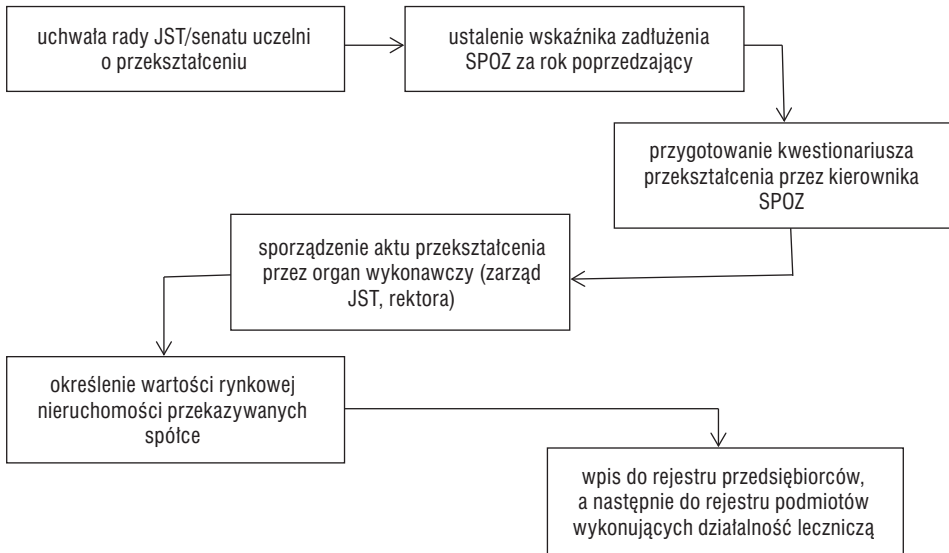 uchwała rady JST/senatu uczelni
o przekształceniu
ustalenie wskaźnika zadłużenia
SPOZ za rok poprzedzający
przygotowanie kwestionariusza
przekształcenia przez kierownika
SPOZ
sporządzenie aktu przekształcenia
przez organ wykonawczy (zarząd
JST, rektora)
określenie wartości rynkowej
nieruchomości przekazywanych
spółce
wpis do rejestru przedsiębiorców,
a następnie do rejestru podmiotów
wykonujących działalność leczniczą